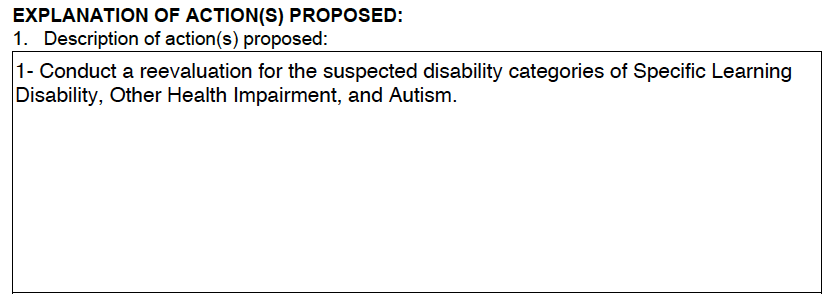 EXPLANATION OF ACTION(S) PROPOSED:
1. Description of action(s) proposed:
1- Conduct a reevaluation for the suspected disability categories of Specific Learning
Disability, Other Health Impairment, and Autism.